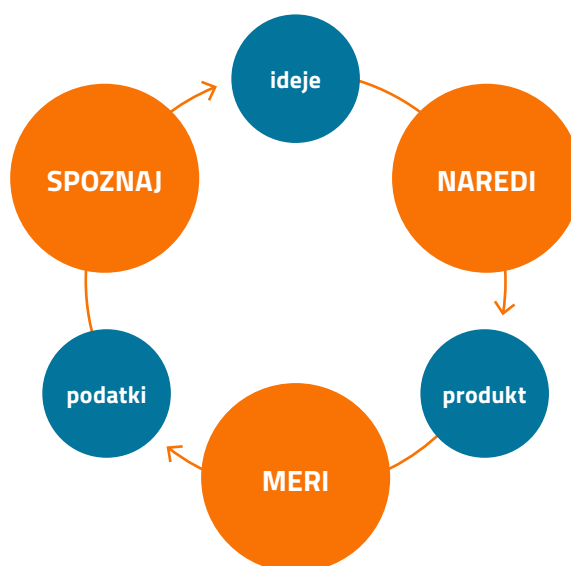 ideje
SPOZNAJ
NAREDI
podatki
produkt
MERI